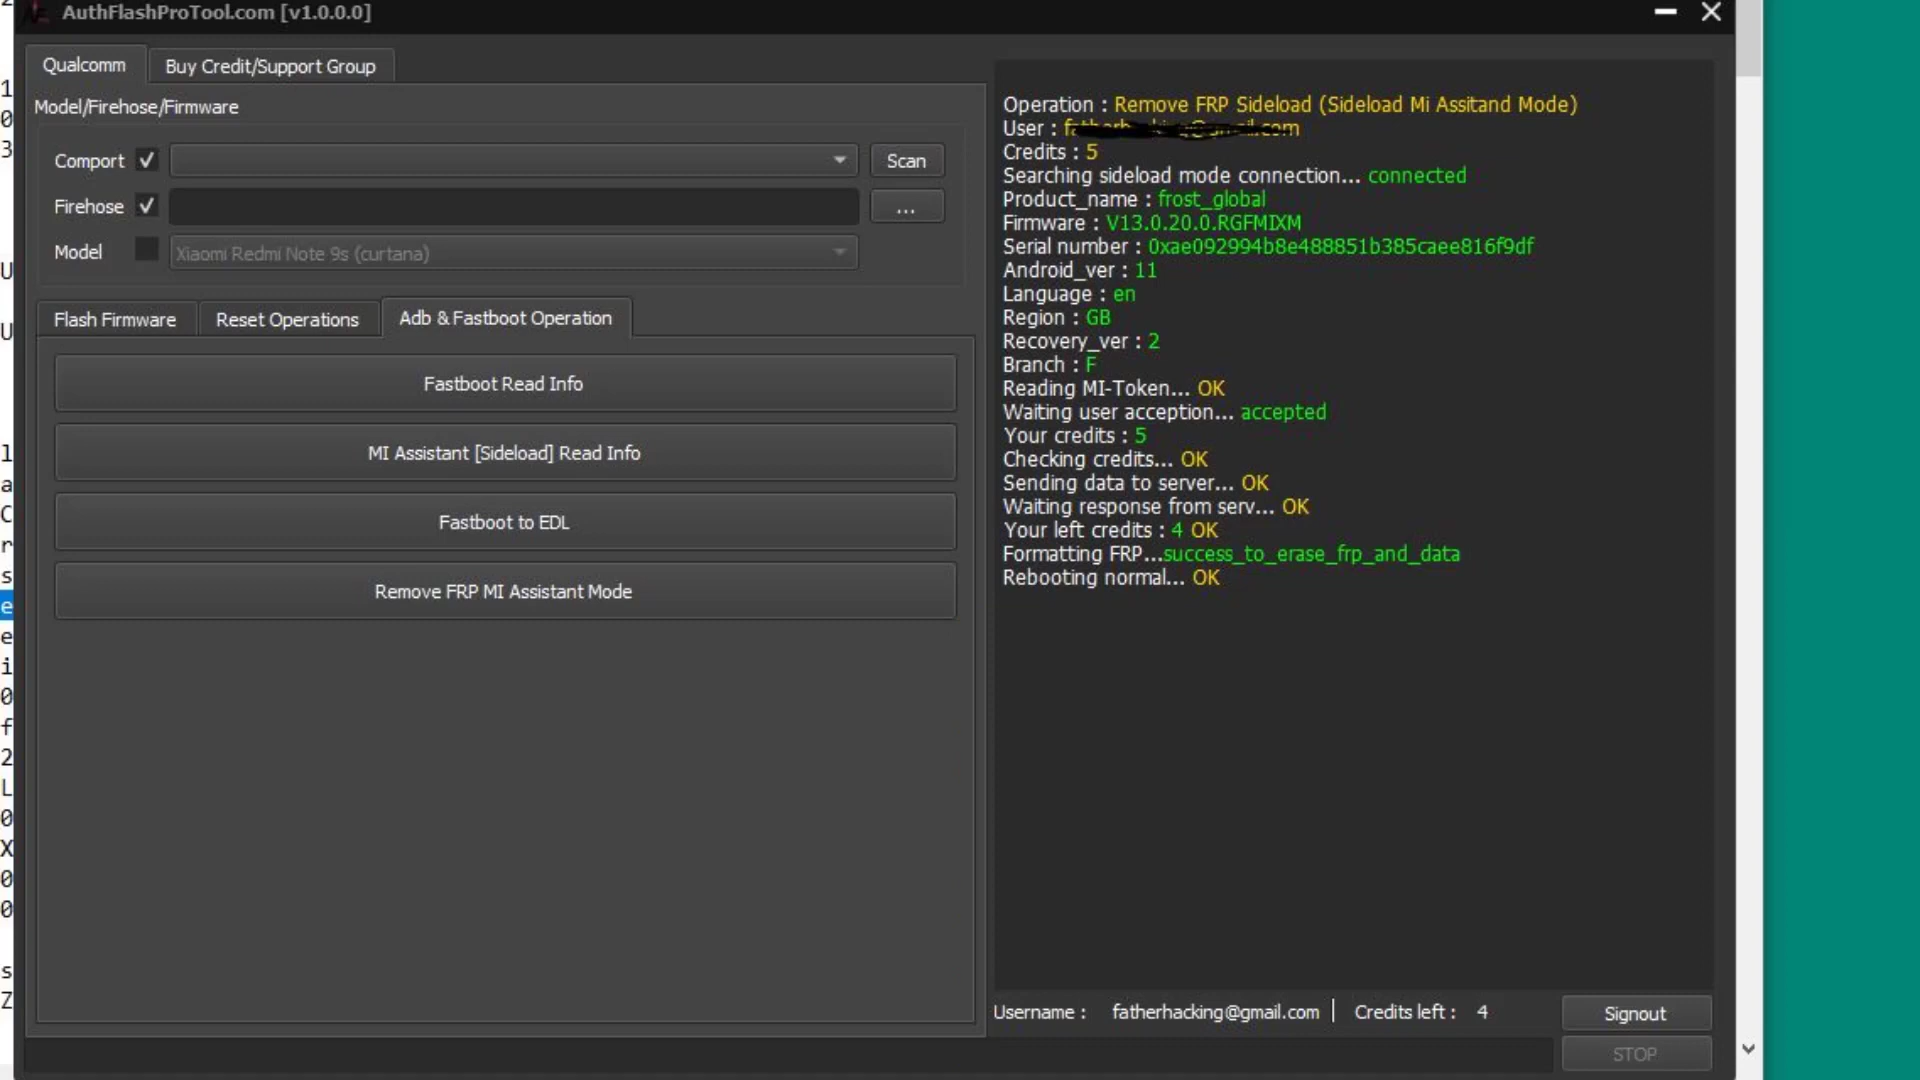 AuthFlashProTool.com [v1.0.0.0]
Qualcomm
Buy Credit/Support Group
Model/Firehose/Firmware
Comport
Scan
Firehose
...
Model
Xiaomi Redmi Note 9s (curtana)
Flash Firmware
Reset Operations
Adb & Fastboot Operation
Fastboot Read Info
MI Assistant [Sideload] Read Info
Fastboot to EDL
Remove FRP MI Assistant Mode
Operation : Remove FRP Sideload (Sideload Mi Assitand Mode)
User :
Credits : 5
Searching sideload mode connection... connected
Product_name : frost_global
Firmware : V13.0.20.0.RGFMIXM
Serial number : 0xae092994b8e488851b385caee816f9df
Android_ver : 11
Language : en
Region : GB
Recovery_ver : 2
Branch : F
Reading MI-Token... OK
Waiting user acception... accepted
Your credits : 5
Checking credits... OK
Sending data to server... OK
Waiting response from serv... OK
Your left credits : 4 OK
Formatting FRP...success_to_erase_frp_and_data
Rebooting normal... OK
Username : fatherhacking@gmail.com | Credits left : 4
Signout
STOP